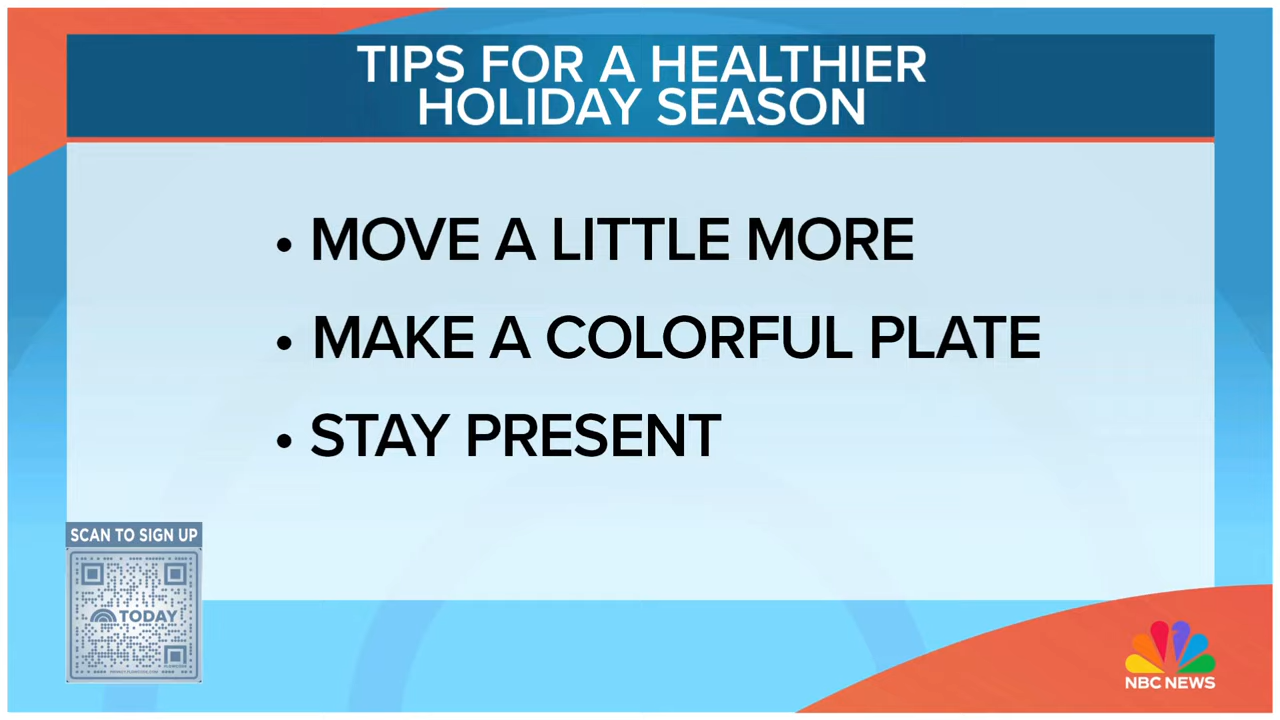 TIPS FOR A HEALTHIER
HOLIDAY SEASON
• MOVE A LITTLE MORE
• MAKE A COLORFUL PLATE
• STAY PRESENT
SCAN TO SIGN UP
TODAY
NBC NEWS